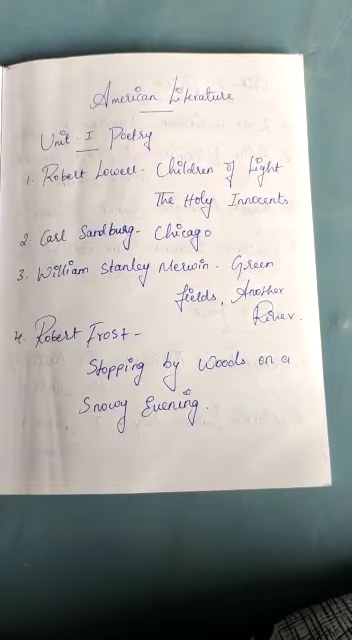 American Literature
Unit - I Poetry
1. Robert Lowell - Children of Light
The Holy Innocents
2. Carl Sandburg - Chicago
3. William Stanley Merwin - Green
fields, Another
River.
4. Robert Frost -
Stopping by Woods on a
Snowy Evening.